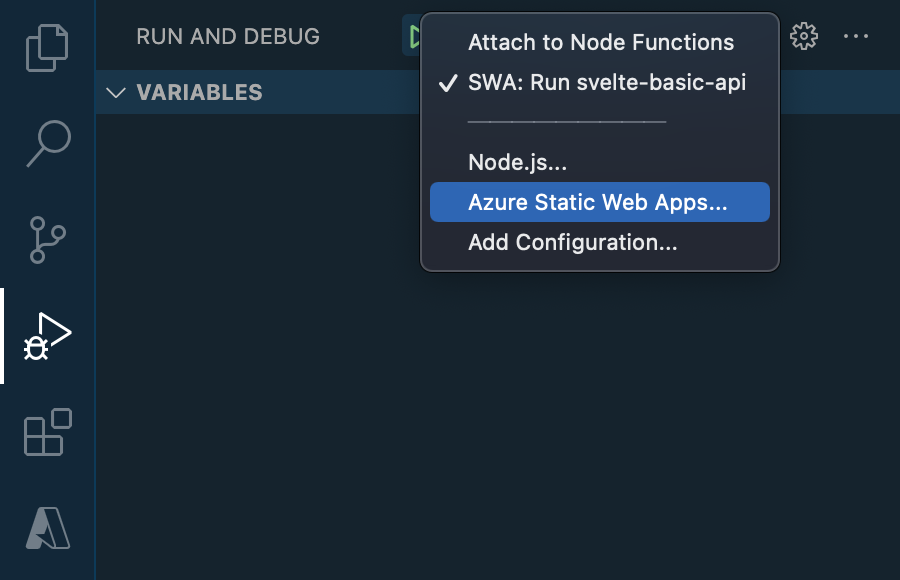 RUN AND DEBUG
VARIABLES
Attach to Node Functions
SWA: Run svelte-basic-api
Node.js...
Azure Static Web Apps...
Add Configuration...